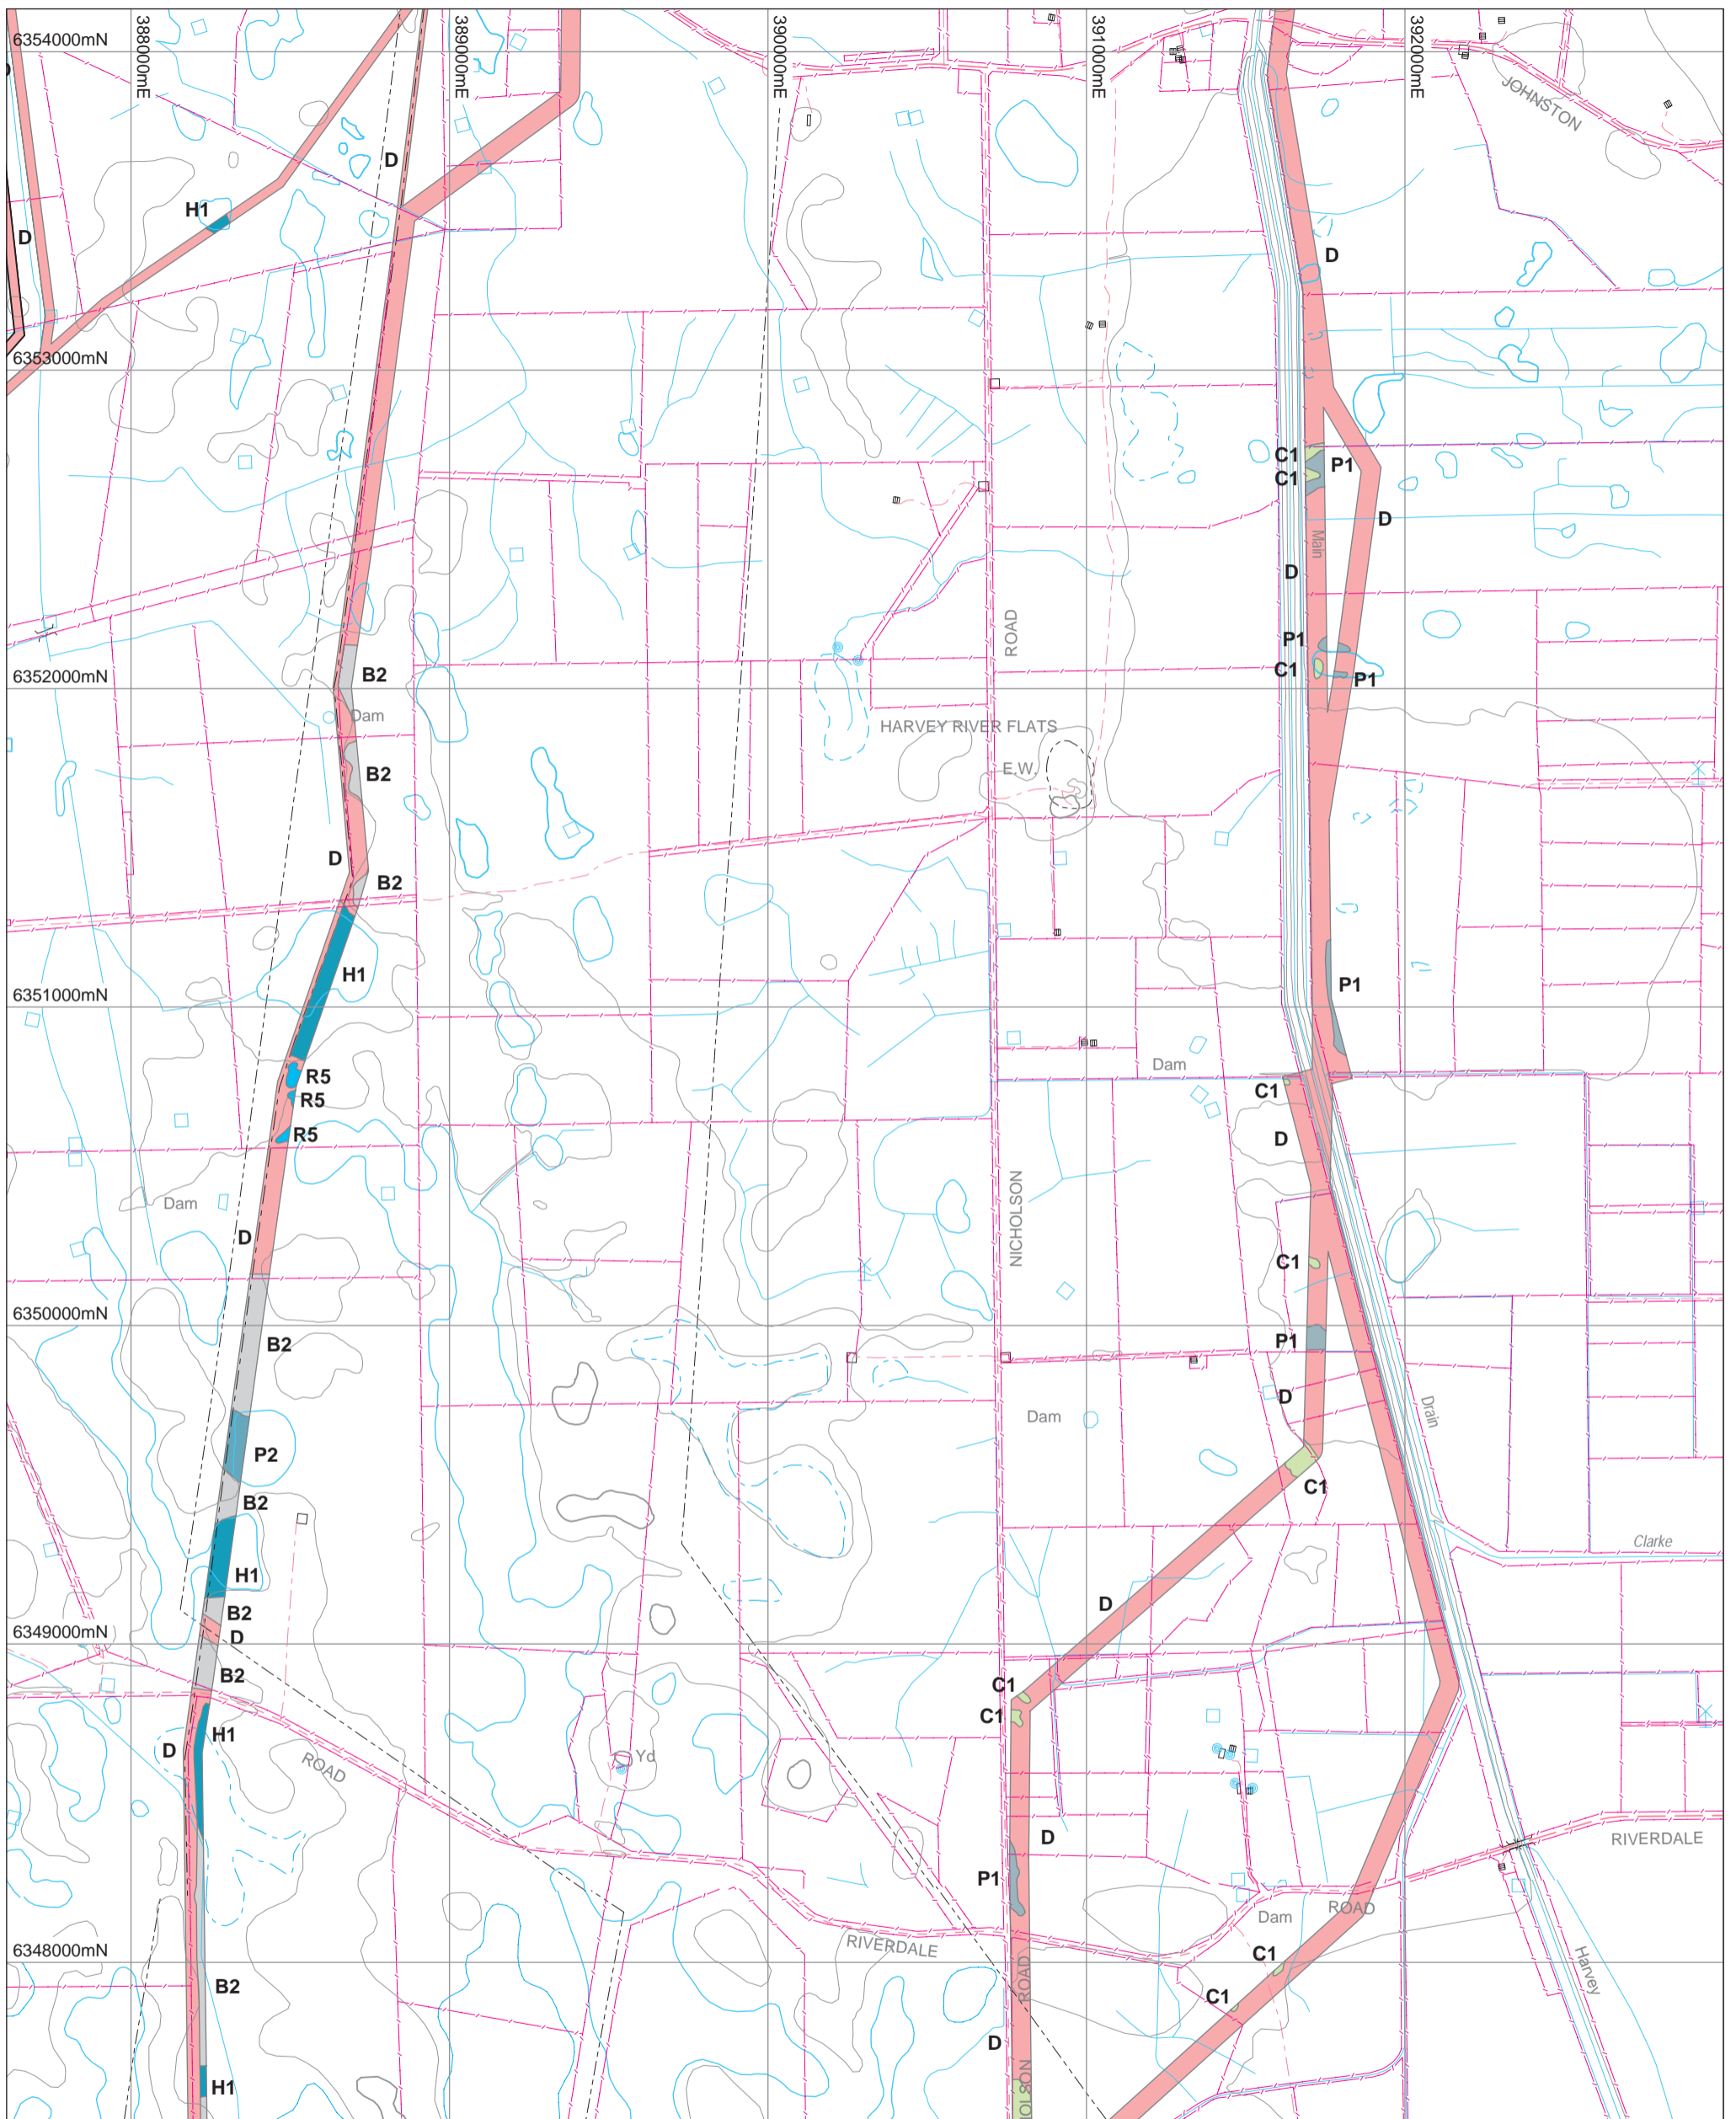 388000mE
389000mE
390000mE
391000mE
392000mE
6354000mN
JOHNSTON
D
H1
D
D
6353000mN
C1
P1
C1
D
Main
D
ROAD
P1
B2
C1
P1
6352000mN
Dam
HARVEY RIVER FLATS
B2
E.W.
D
B2
H1
P1
6351000mN
Dam
R5
C1
R5
R5
D
Dam
NICHOLSON
D
C1
6350000mN
B2
P1
D
Dam
Drain
P2
C1
B2
Clarke
H1
D
B2
D
6349000mN
B2
C1
C1
H1
D
Yd
ROAD
D
RIVERDALE
P1
ROAD
Dam
RIVERDALE
C1
6348000mN
Harvey
ROAD
B2
C1
D
H1
OLSON